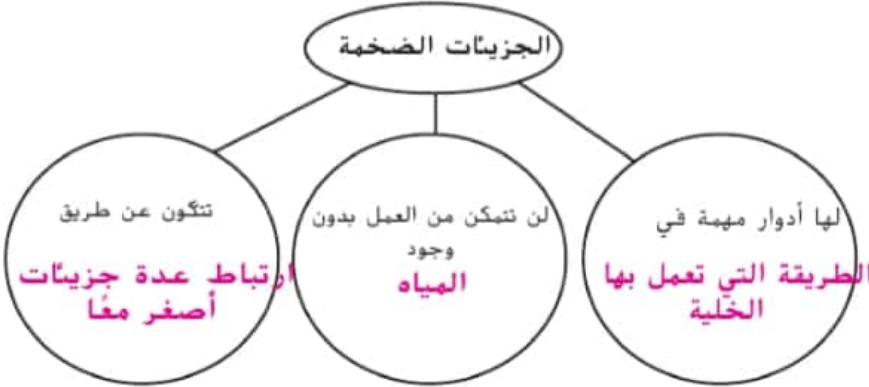 الجزيئات الضخمة
لها أدوار مهمة في
الطريقة التي تعمل بها
الخلية
لن تتمكن من العمل بدون
وجود
المياه
تتكون عن طريق
ارتباط عدة جزيئات
أصغر معًا